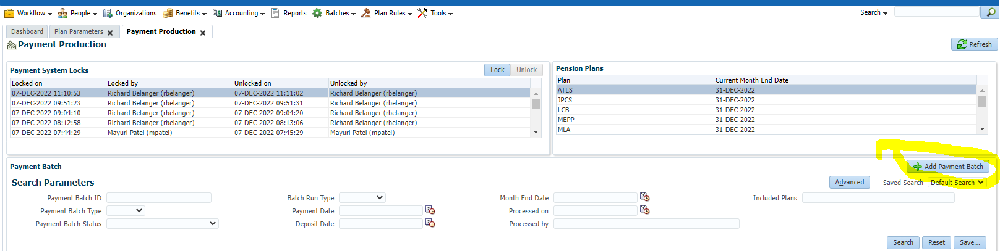 Workflow People Organizations Benefits Accounting Reports Batches Plan Rules Tools Search
Dashboard Plan Parameters Payment Production
Payment Production
Refresh
Payment System Locks Lock Unlock
Locked on Locked by Unlocked on Unlocked by
07-DEC-2022 11:10:53 Richard Belanger (rbelanger) 07-DEC-2022 11:11:02 Richard Belanger (rbelanger)
07-DEC-2022 09:51:23 Richard Belanger (rbelanger) 07-DEC-2022 09:51:31 Richard Belanger (rbelanger)
07-DEC-2022 09:04:10 Richard Belanger (rbelanger) 07-DEC-2022 09:04:20 Richard Belanger (rbelanger)
07-DEC-2022 08:12:58 Richard Belanger (rbelanger) 07-DEC-2022 08:13:06 Richard Belanger (rbelanger)
07-DEC-2022 07:44:29 Mayuri Patel (mpatel) 07-DEC-2022 07:45:29 Mayuri Patel (mpatel)
Pension Plans
Plan Current Month End Date
ATLS 31-DEC-2022
JPCS 31-DEC-2022
LCB 31-DEC-2022
MEPP 31-DEC-2022
MLA 31-DEC-2022
Payment Batch Add Payment Batch
Search Parameters Advanced Saved Search Default Search
Payment Batch ID Batch Run Type Month End Date Included Plans
Payment Batch Type Payment Date Processed on
Payment Batch Status Deposit Date Processed by
Search Reset Save...